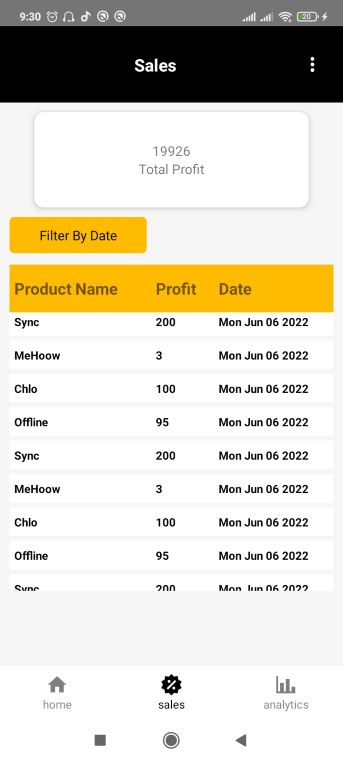 9:30
20
Sales
19926
Total Profit
Filter By Date
Product Name Profit Date
Sync 200 Mon Jun 06 2022
MeHoow 3 Mon Jun 06 2022
Chlo 100 Mon Jun 06 2022
Offline 95 Mon Jun 06 2022
Sync 200 Mon Jun 06 2022
MeHoow 3 Mon Jun 06 2022
Chlo 100 Mon Jun 06 2022
Offline 95 Mon Jun 06 2022
Sync 200 Mon Jun 06 2022
home sales analytics